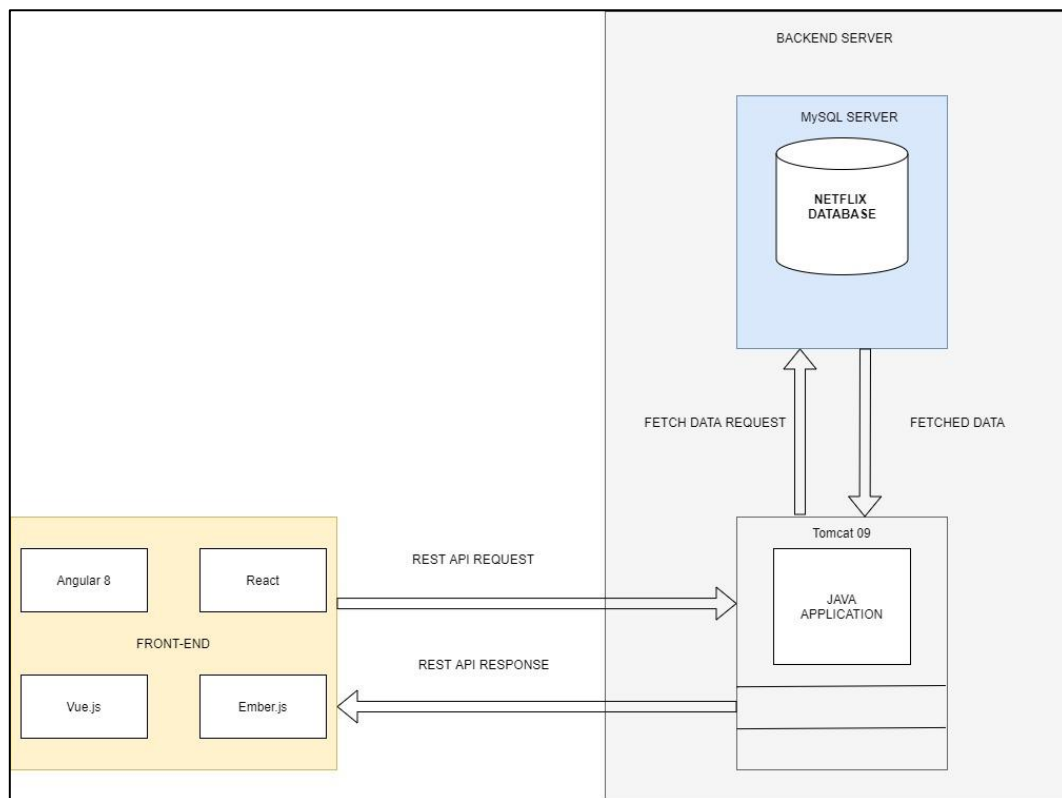 BACKEND SERVER
MySQL SERVER
NETFLIX
DATABASE
FETCH DATA REQUEST
FETCHED DATA
Tomcat 09
JAVA
APPLICATION
REST API REQUEST
REST API RESPONSE
Angular 8
React
FRONT-END
Vue.js
Ember.js